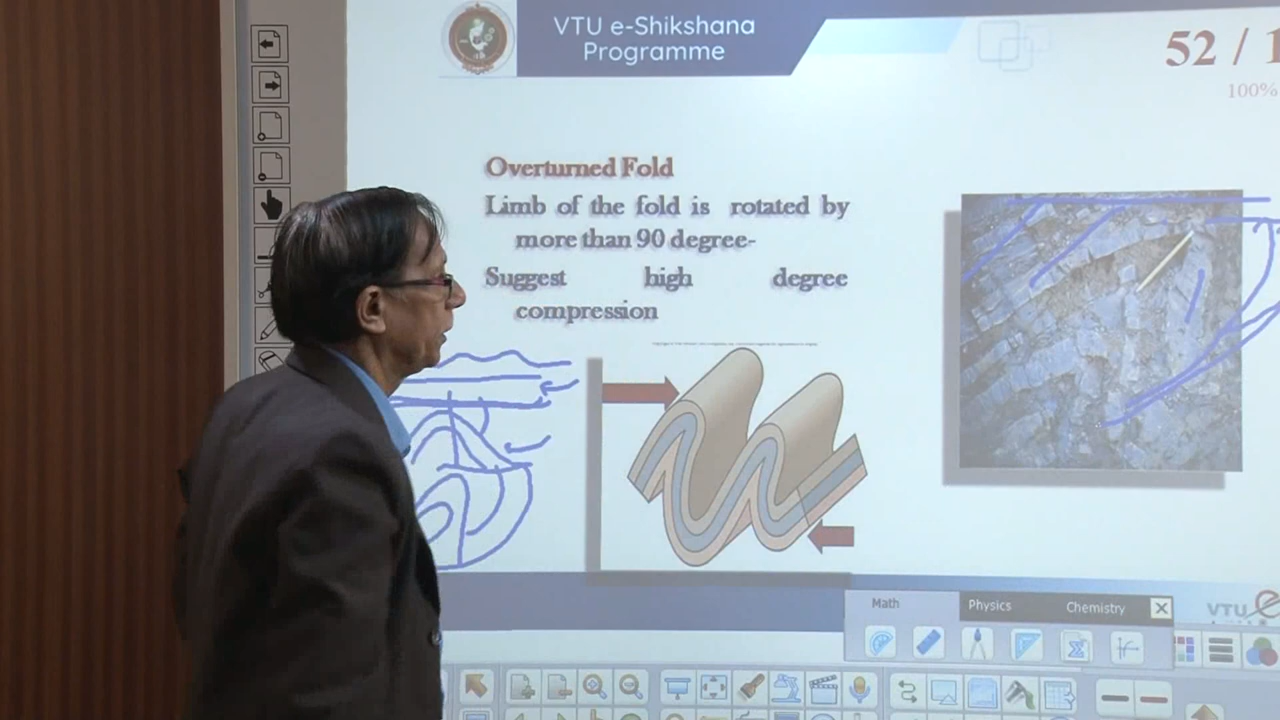 VTU e-Shikshana
Programme
52 / 1
100%
Overturned Fold
Limb of the fold is rotated by
more than 90 degree-
Suggest high degree
compression
Math
Physics
Chemistry
VTU